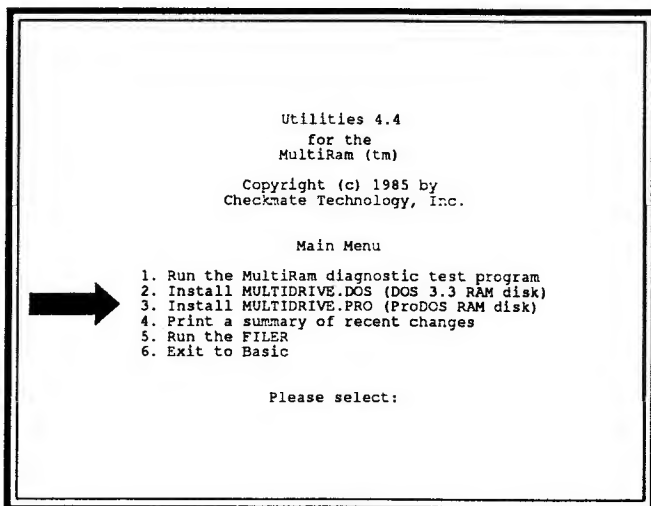 Utilities 4.4
for the
MultiRam (tm)
Copyright (c) 1985 by
Checkmate Technology, Inc.
Main Menu
1. Run the MultiRam diagnostic test program
2. Install MULTIDRIVE.DOS (DOS 3.3 RAM disk)
3. Install MULTIDRIVE.PRO (ProDOS RAM disk)
4. Print a summary of recent changes
5. Run the FILER
6. Exit to Basic
Please select: